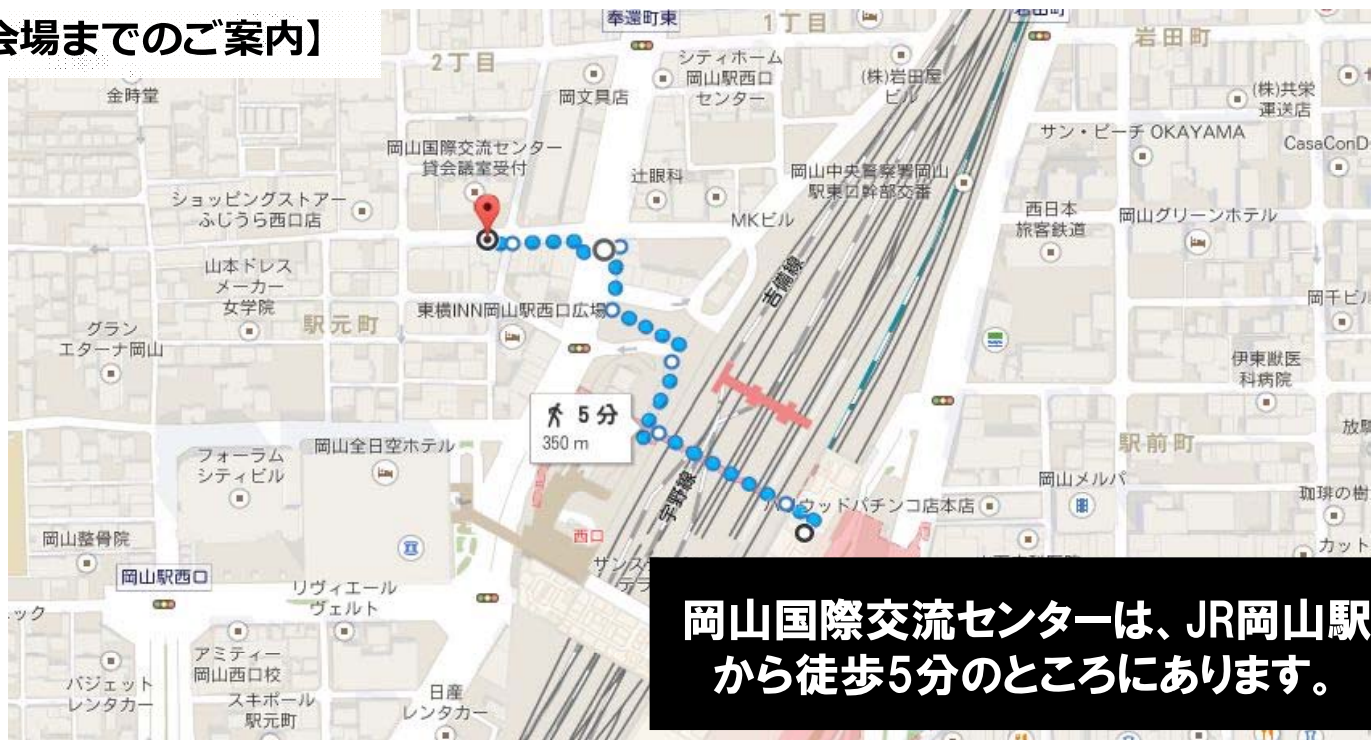 会場までのご案内】
奉還町東
1丁目
岩田町
2丁目
金時堂
岡文具店
シティホーム
岡山駅西口
センター
(株)岩田屋
ビル
(株)共栄
運送店
サン・ピーチ OKAYAMA
CasaConD
岡山国際交流センター
貸会議室受付
辻眼科
岡山中央警察署岡山
駅東口幹部交番
ショッピングストアー
ふじうら西口店
MKビル
西日本
旅客鉄道
岡山グリーンホテル
山本ドレス
メーカー
女学院
吉備線
岡千ビル
駅元町
東横INN岡山駅西口広場
グラン
エターナ岡山
伊東獣医
科病院
5分
350 m
駅前町
岡山全日空ホテル
フォーラム
シティビル
岡山メルパ
宇野線
ウッドパチンコ店本店
珈琲の樹
岡山整骨院
西口
カット
サンス
テラ
岡山駅西口
リヴィエール
ヴェルト
ック
岡山国際交流センターは、JR岡山駅
から徒歩5分のところにあります。
アミティー
岡山西口校
バジェット
レンタカー
スキポール
駅元町
日産
レンタカー